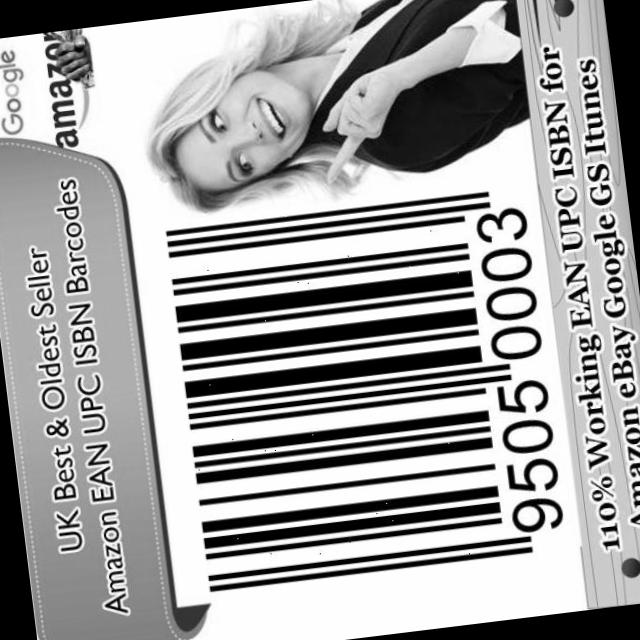 Google
amazon
UK Best & Oldest Seller
Amazon EAN UPC ISBN Barcodes
9505 0003
110% Working EAN UPC ISBN for
Amazon eBay Google GS Itunes